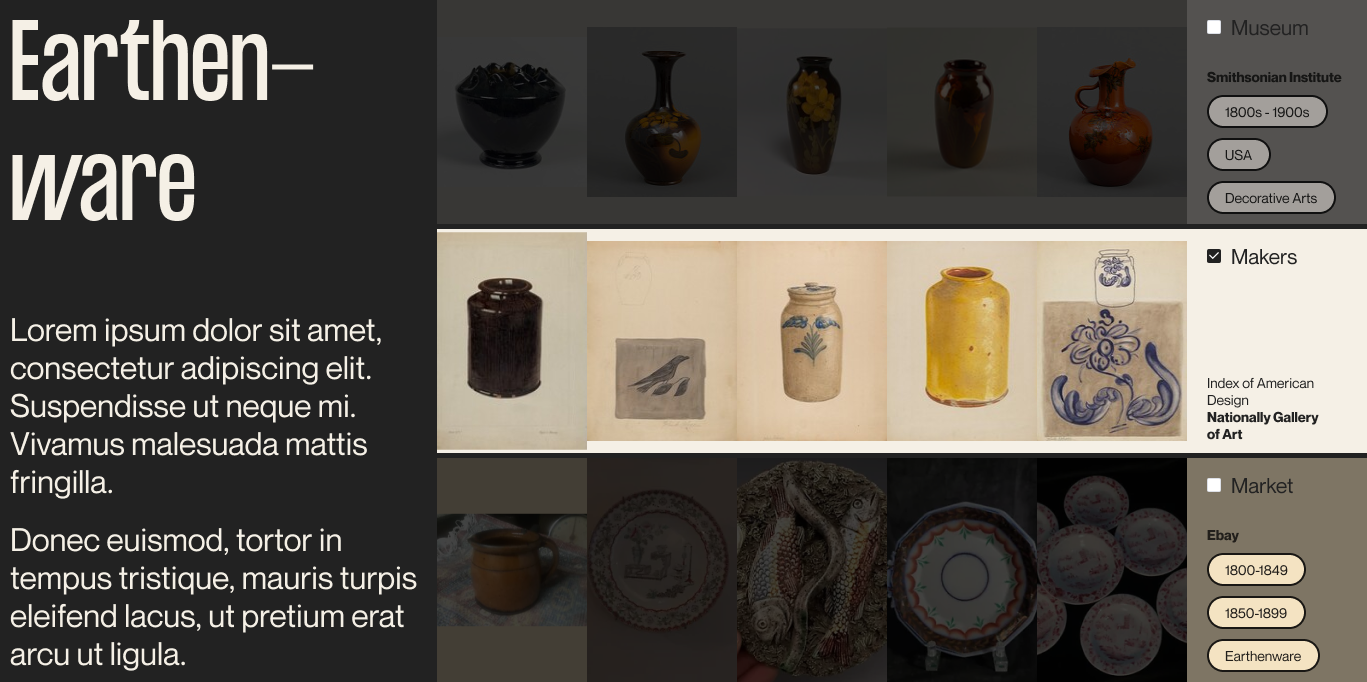 Earthen–
ware
Lorem ipsum dolor sit amet,
consectetur adipiscing elit.
Suspendisse ut neque mi.
Vivamus malesuada mattis
fringilla.
Donec euismod, tortor in
tempus tristique, mauris turpis
eleifend lacus, ut pretium erat
arcu ut ligula.
Museum
Smithsonian Institute
1800s - 1900s
USA
Decorative Arts
Makers
Index of American
Design
Nationally Gallery
of Art
Market
Ebay
1800-1849
1850-1899
Earthenware